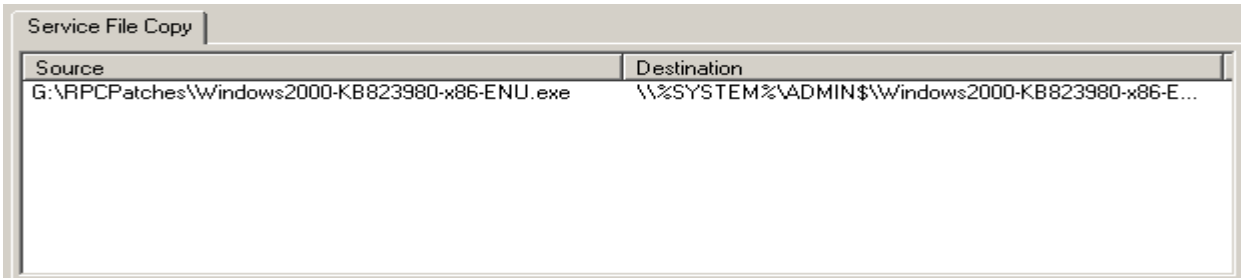 Service File Copy
Source Destination
G:\RPCPatches\Windows2000-KB823980-x86-ENU.exe \\%SYSTEM%\ADMIN$\Windows2000-KB823980-x86-E...